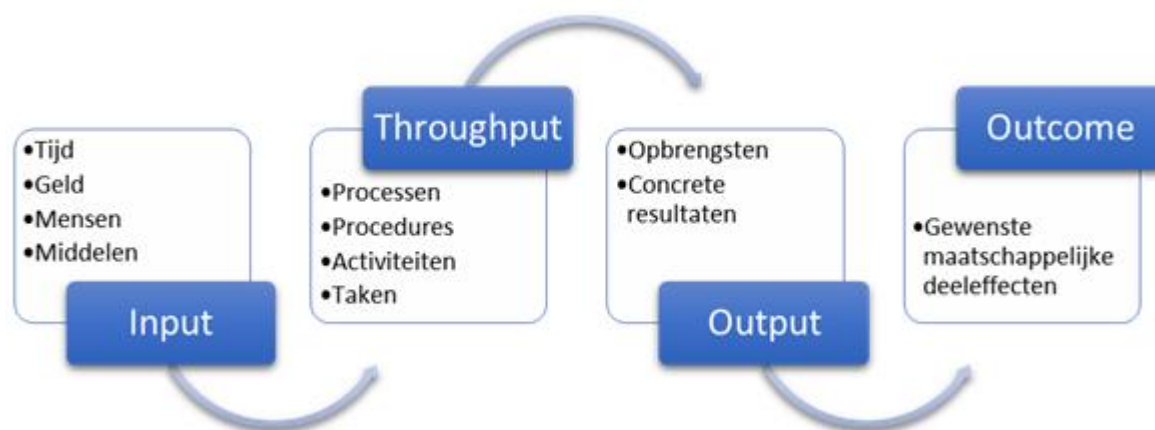 •Tijd
•Geld
•Mensen
•Middelen
Input
Throughput
•Processen
•Procedures
•Activiteiten
•Taken
•Opbrengsten
•Concrete
resultaten
Output
Outcome
•Gewenste
maatschappelijke
deeleffecten